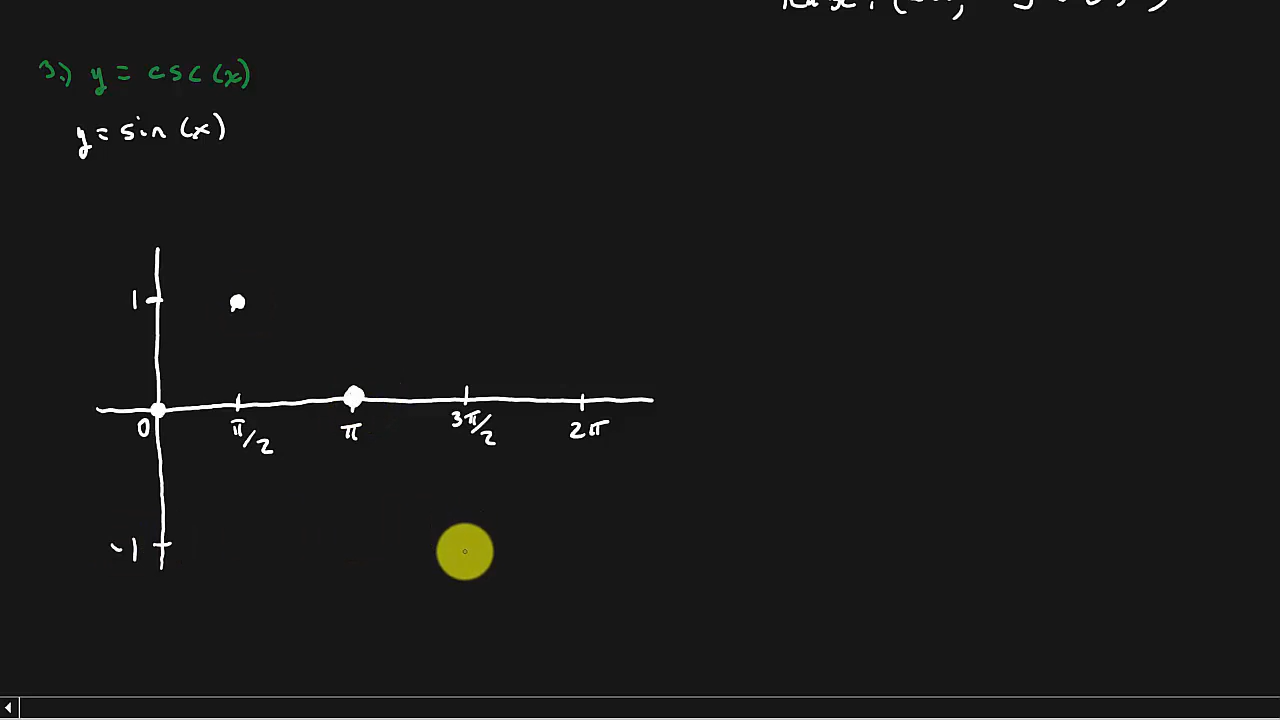 3.) y = csc(x)
y = sin(x)
1
0 π/2 π 3π/2 2π
-1